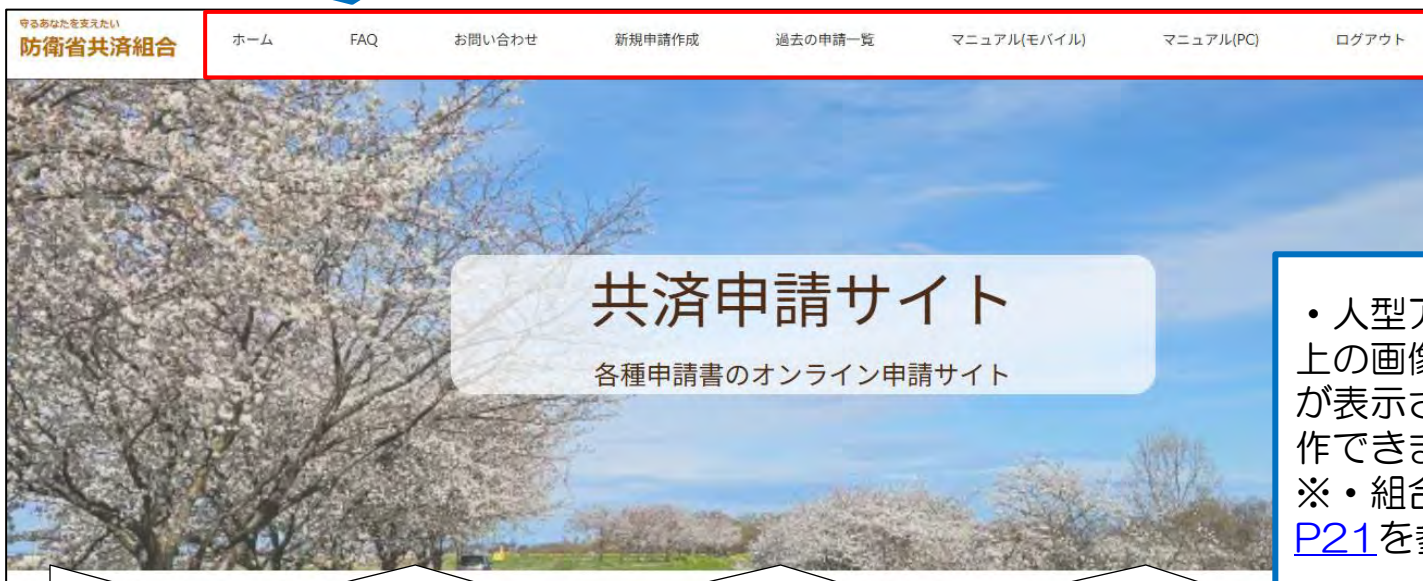 守るあなたを支えたい
防衛省共済組合
ホーム
FAQ
お問い合わせ
新規申請作成
過去の申請一覧
マニュアル(モバイル)
マニュアル(PC)
ログアウト
共済申請サイト
各種申請書のオンライン申請サイト
・人型
上の画像
が表示
作できま
※・組合
P21を